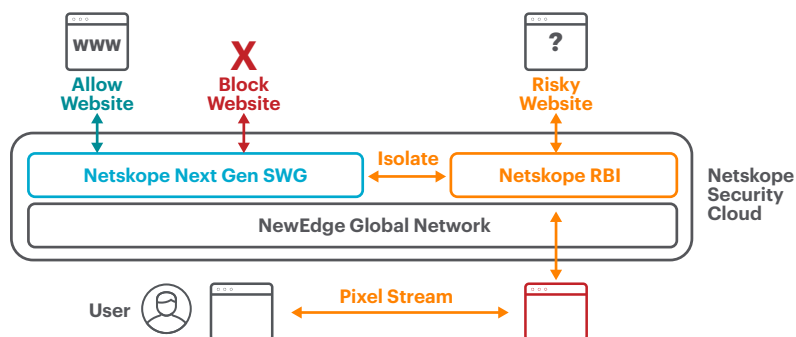 www
X
?
Allow
Website
Block
Website
Risky
Website
Netskope Next Gen SWG
Isolate
Netskope RBI
Netskope
Security
Cloud
NewEdge Global Network
User
Pixel Stream